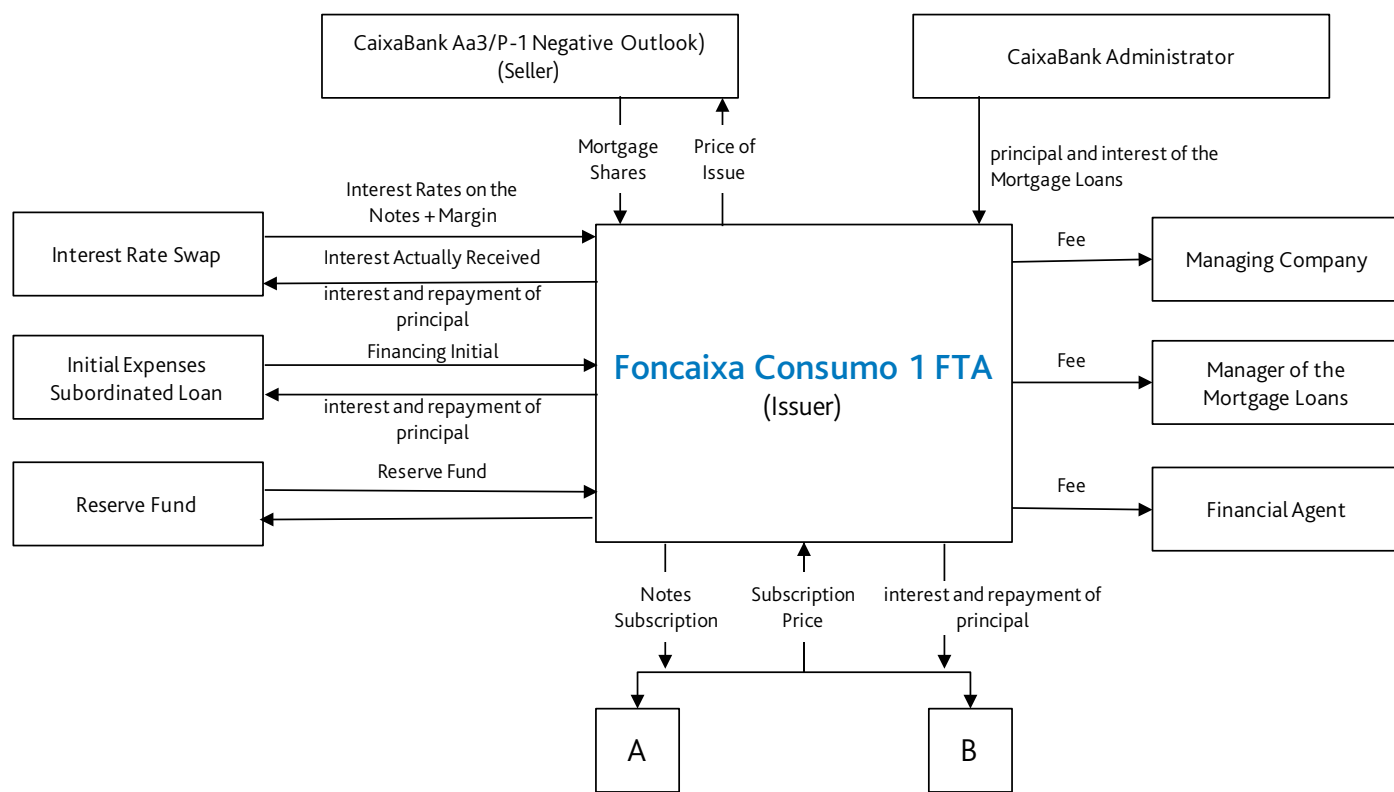 CaixaBank Aa3/P-1 Negative Outlook)
(Seller)
CaixaBank Administrator
Mortgage
Shares
Price of
Issue
principal and interest of the
Mortgage Loans
Interest Rates on the
Notes + Margin
Interest Rate Swap
Interest Actually Received
interest and repayment of
principal
Initial Expenses
Subordinated Loan
Financing Initial
interest and repayment of
principal
Reserve Fund
Reserve Fund
Foncaixa Consumo 1 FTA
(Issuer)
Fee
Managing Company
Fee
Manager of the
Mortgage Loans
Fee
Financial Agent
Notes
Subscription
Subscription
Price
interest and repayment of
principal
A
B